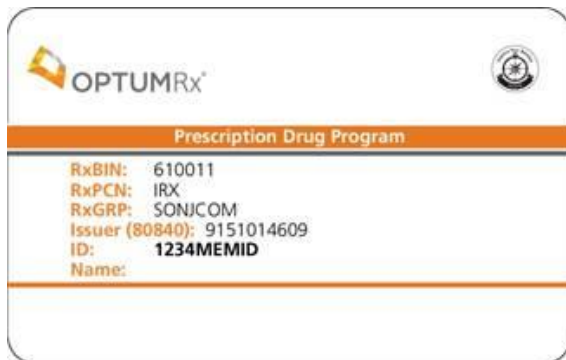 OPTUMRx®
Prescription Drug Program
RxBIN: 610011
RxPCN: IRX
RxGRP: SONJCOM
Issuer (80840): 9151014609
ID: 1234MEMID
Name: